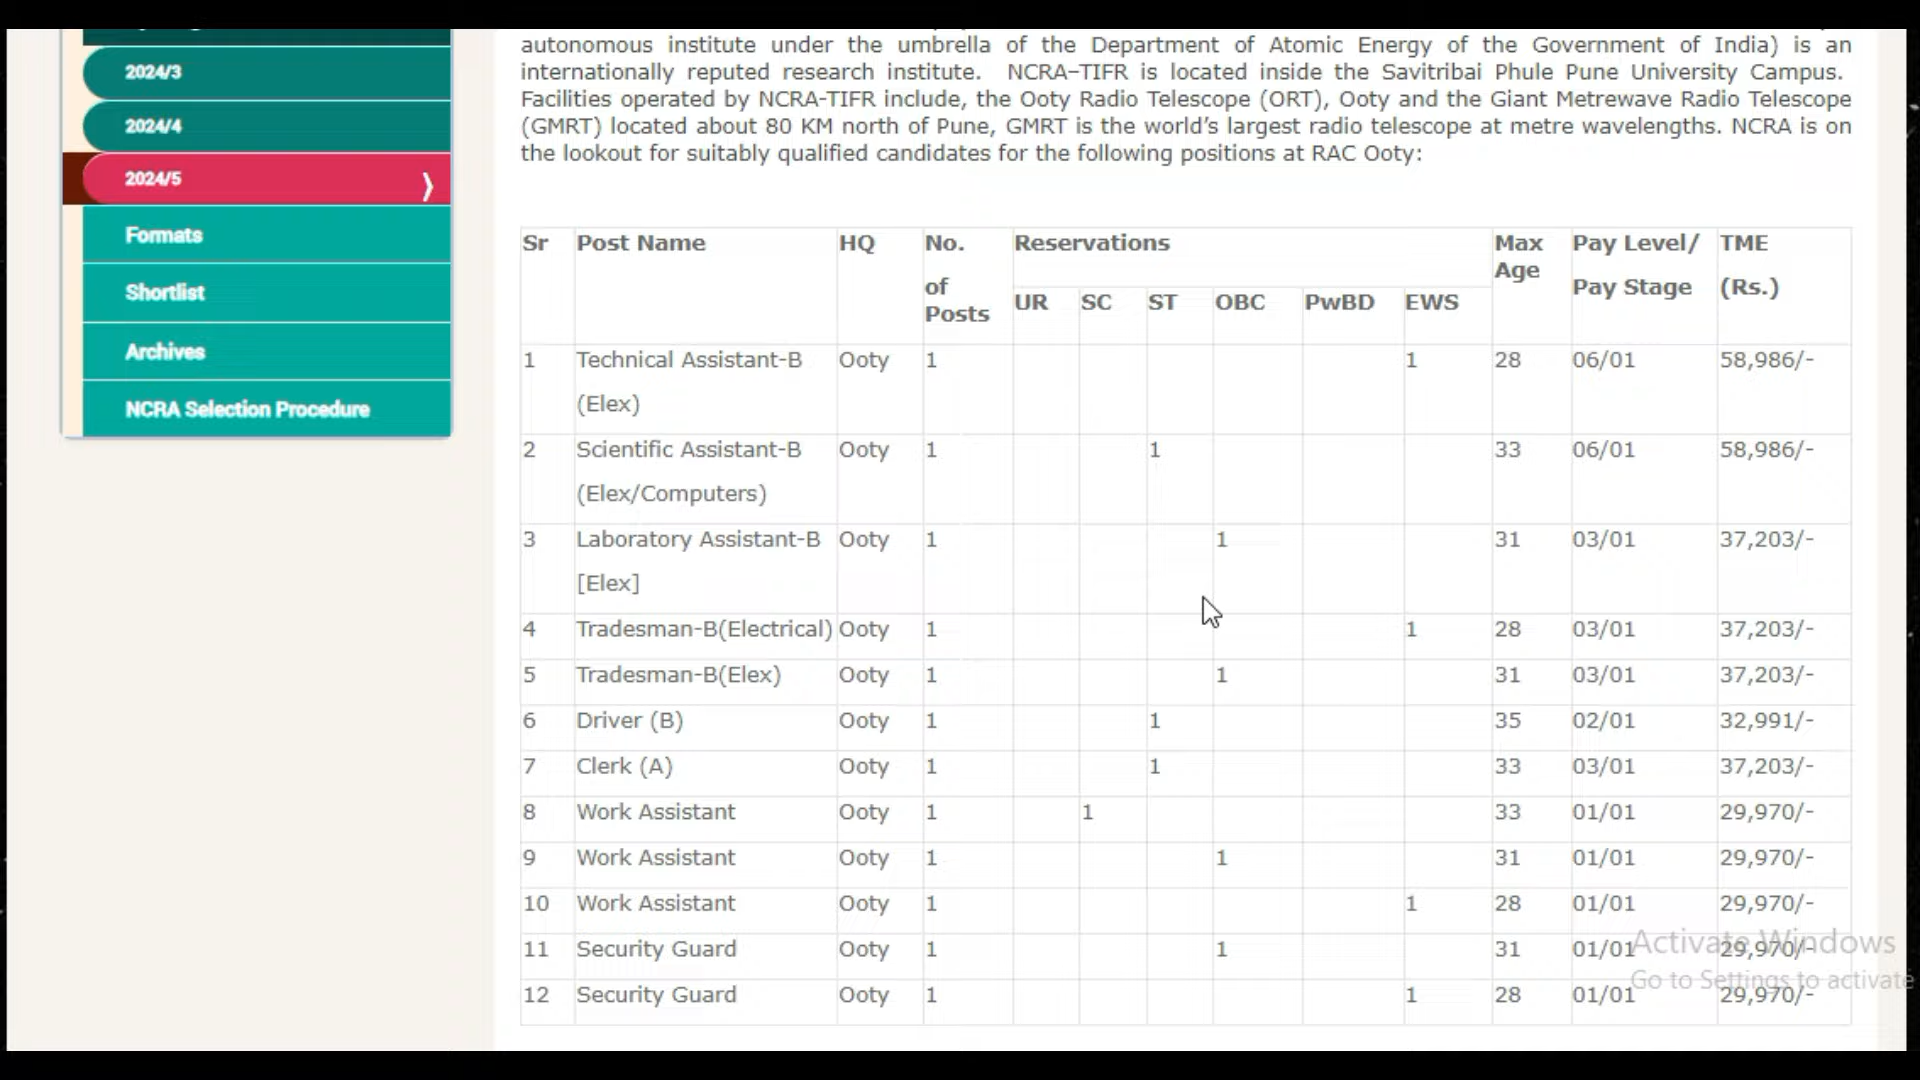 2024/3
2024/4
2024/5
Formats
Shortlist
Archives
NCRA Selection Procedure
autonomous institute under the umbrella of the Department of Atomic Energy of the Government of India) is an
internationally reputed research institute. NCRA–TIFR is located inside the Savitribai Phule Pune University Campus.
Facilities operated by NCRA-TIFR include, the Ooty Radio Telescope (ORT), Ooty and the Giant Metrewave Radio Telescope
(GMRT) located about 80 KM north of Pune, GMRT is the world’s largest radio telescope at metre wavelengths. NCRA is on
the lookout for suitably qualified candidates for the following positions at RAC Ooty:
Sr Post Name HQ No. of Posts Reservations Max Age Pay Level/ Pay Stage TME (Rs.)
UR SC ST OBC PwBD EWS
1 Technical Assistant-B Ooty 1 1 28 06/01 58,986/-
(Elex)
2 Scientific Assistant-B Ooty 1 1 33 06/01 58,986/-
(Elex/Computers)
3 Laboratory Assistant-B Ooty 1 1 31 03/01 37,203/-
[Elex]
4 Tradesman-B(Electrical) Ooty 1 1 28 03/01 37,203/-
5 Tradesman-B(Elex) Ooty 1 1 31 03/01 37,203/-
6 Driver (B) Ooty 1 1 35 02/01 32,991/-
7 Clerk (A) Ooty 1 1 33 03/01 37,203/-
8 Work Assistant Ooty 1 1 33 01/01 29,970/-
9 Work Assistant Ooty 1 1 31 01/01 29,970/-
10 Work Assistant Ooty 1 1 28 01/01 29,970/-
11 Security Guard Ooty 1 1 31 01/01 29,970/-
12 Security Guard Ooty 1 1 28 01/01 29,970/-
Activate Windows
Go to Settings to activate